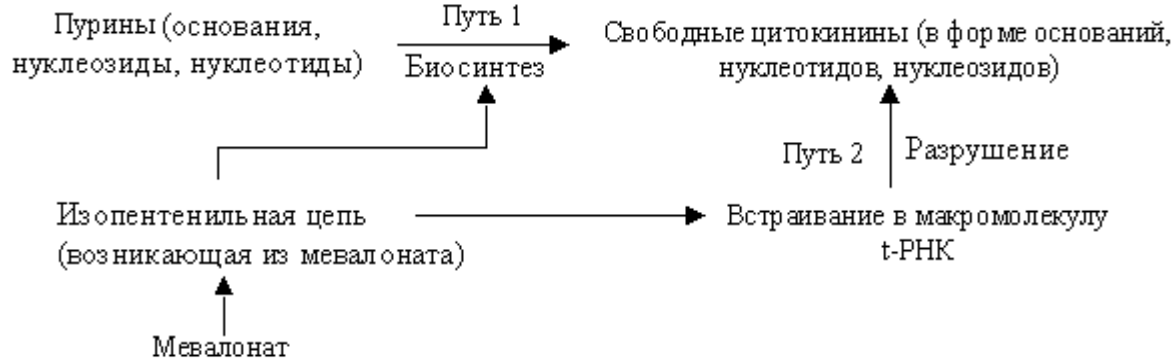 Пурины (основания,
нуклеозиды, нуклеотиды)
Путь 1
Биосинтез
Свободные цитокинины (в форме оснований,
нуклеотидов, нуклеозидов)
Путь 2
Разрушение
Изопентенильная цепь
(возникающая из мевалоната)
Встраивание в макромолекулу
t-РНК
Мевалонат